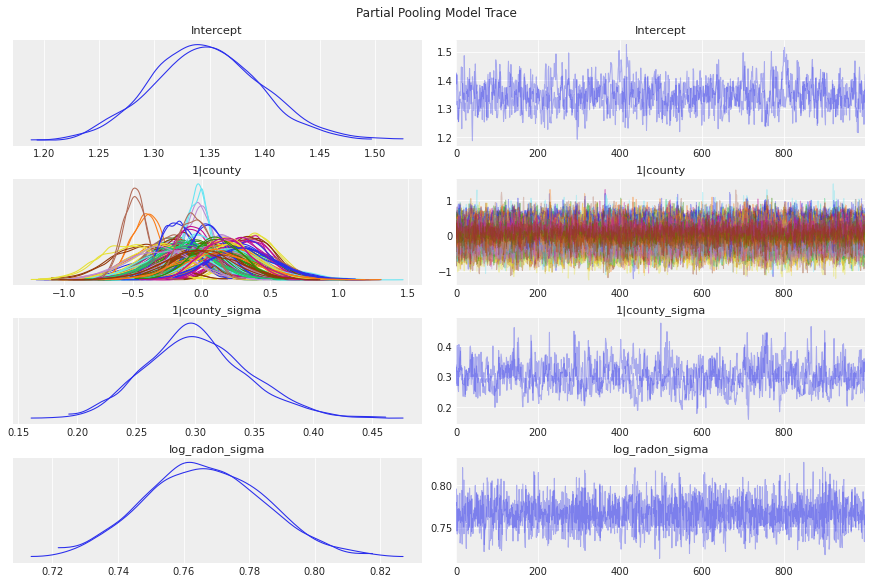 Partial Pooling Model Trace
Intercept
1.20 1.25 1.30 1.35 1.40 1.45 1.50
Intercept
1.5
1.4
1.3
1.2
0 200 400 600 800
1|county
−1.0 −0.5 0.0 0.5 1.0 1.5
1|county
1
0
−1
0 200 400 600 800
1|county_sigma
0.15 0.20 0.25 0.30 0.35 0.40 0.45
1|county_sigma
0.4
0.3
0.2
0 200 400 600 800
log_radon_sigma
0.72 0.74 0.76 0.78 0.80 0.82
log_radon_sigma
0.80
0.75
0 200 400 600 800